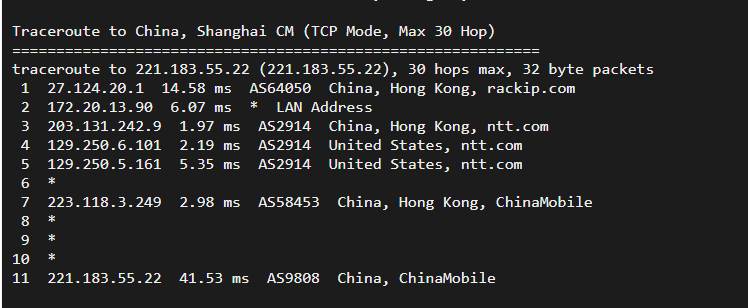 Traceroute to China, Shanghai CM (TCP Mode, Max 30 Hop)
============================================================
traceroute to 221.183.55.22 (221.183.55.22), 30 hops max, 32 byte packets
1  27.124.20.1  14.58 ms  AS64050  China, Hong Kong, rackip.com
2  172.20.13.90  6.07 ms  *  LAN Address
3  203.131.242.9  1.97 ms  AS2914  China, Hong Kong, ntt.com
4  129.250.6.101  2.19 ms  AS2914  United States, ntt.com
5  129.250.5.161  5.35 ms  AS2914  United States, ntt.com
6  *
7  223.118.3.249  2.98 ms  AS58453  China, Hong Kong, ChinaMobile
8  *
9  *
10  *
11  221.183.55.22  41.53 ms  AS9808  China, ChinaMobile